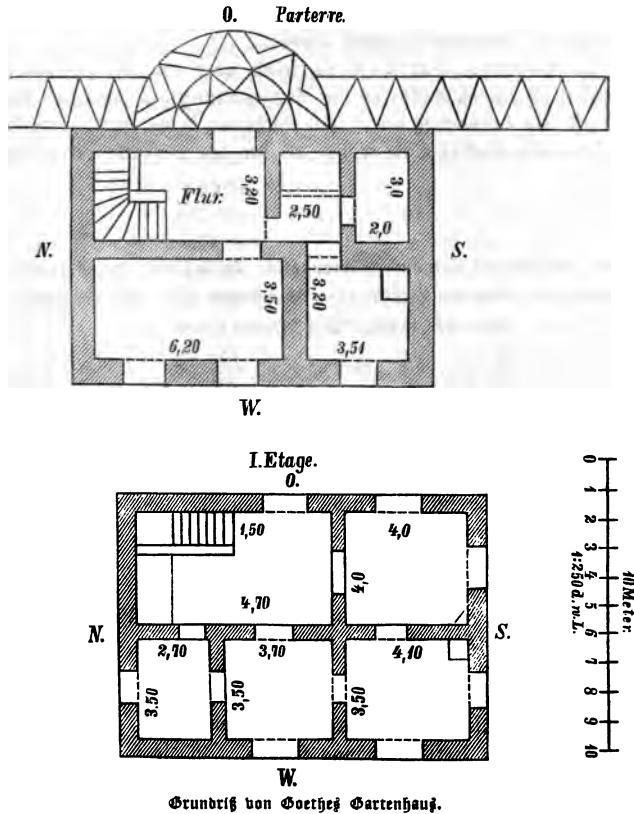 O. Parterre.
Flur.
3,20
2,50
3,0
2,0
N.
S.
3,50
3,20
6,20
3,51
W.
I. Etage.
O.
1,50
4,0
4,0
4,70
N.
S.
2,70
3,70
4,10
3.50
3,50
3,50
W.
0
1
2
3
4
5
6
7
8
9
10
10 Meter.
1:250 d. w. L.
Grundriß von Goethes Gartenhaus.